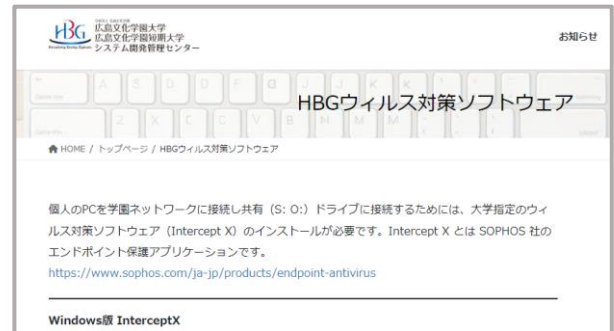 HBG
広島文化学園大学
広島文化学園短期大学
システム開発管理センター
お知らせ
HBGウィルス対策ソフトウェア
HOME / トップページ / HBGウィルス対策ソフトウェア
個人のPCを学園ネットワークに接続し共有（S: O:）ドライブに接続するためには、大学指定のウィ
ルス対策ソフトウェア（Intercept X）のインストールが必要です。Intercept X とは SOPHOS 社の
エンドポイント保護アプリケーションです。
https://www.sophos.com/ja-jp/products/endpoint-antivirus
Windows版 InterceptX